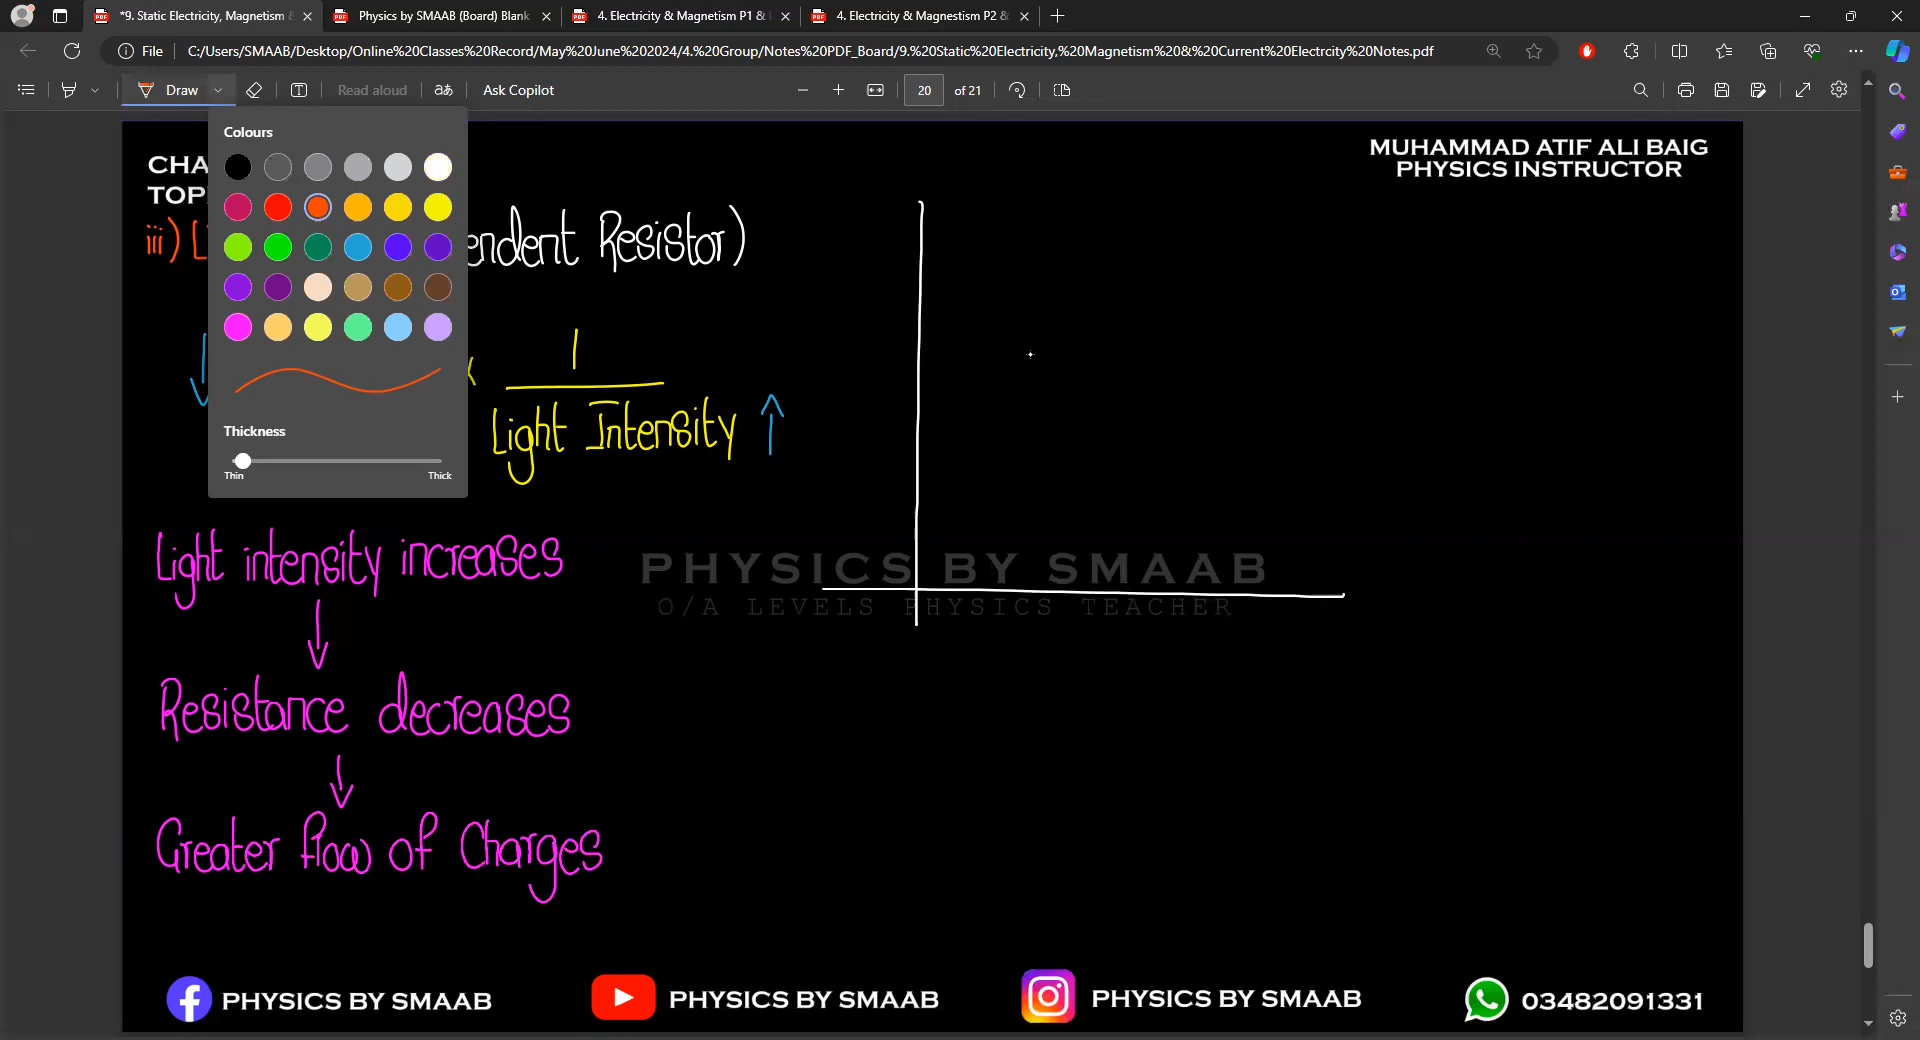 *9. Static Electricity, Magnetism &
Physics by SMAAB (Board) Blank
4. Electricity & Magnetism P1 &
4. Electricity & Magnestism P2 &
File
C:/Users/SMAAB/Desktop/Online%20Classes%20Record/May%20June%202024/4.%20Group/Notes%20PDF_Board/9.%20Static%20Electricity,%20Magnetism%20&%20Current%20Electrcity%20Notes.pdf
Draw
Read aloud
aあ
Ask Copilot
20 of 21
Colours
Thickness
Thin
Thick
CHA
TOP
MUHAMMAD ATIF ALI BAIG
PHYSICS INSTRUCTOR
iii) L
endent Resistor)
1
Light Intensity ↑
Light intensity increases
Resistance decreases
Greater flow of Charges
PHYSICS BY SMAAB
O/A LEVELS PHYSICS TEACHER
PHYSICS BY SMAAB
PHYSICS BY SMAAB
PHYSICS BY SMAAB
03482091331